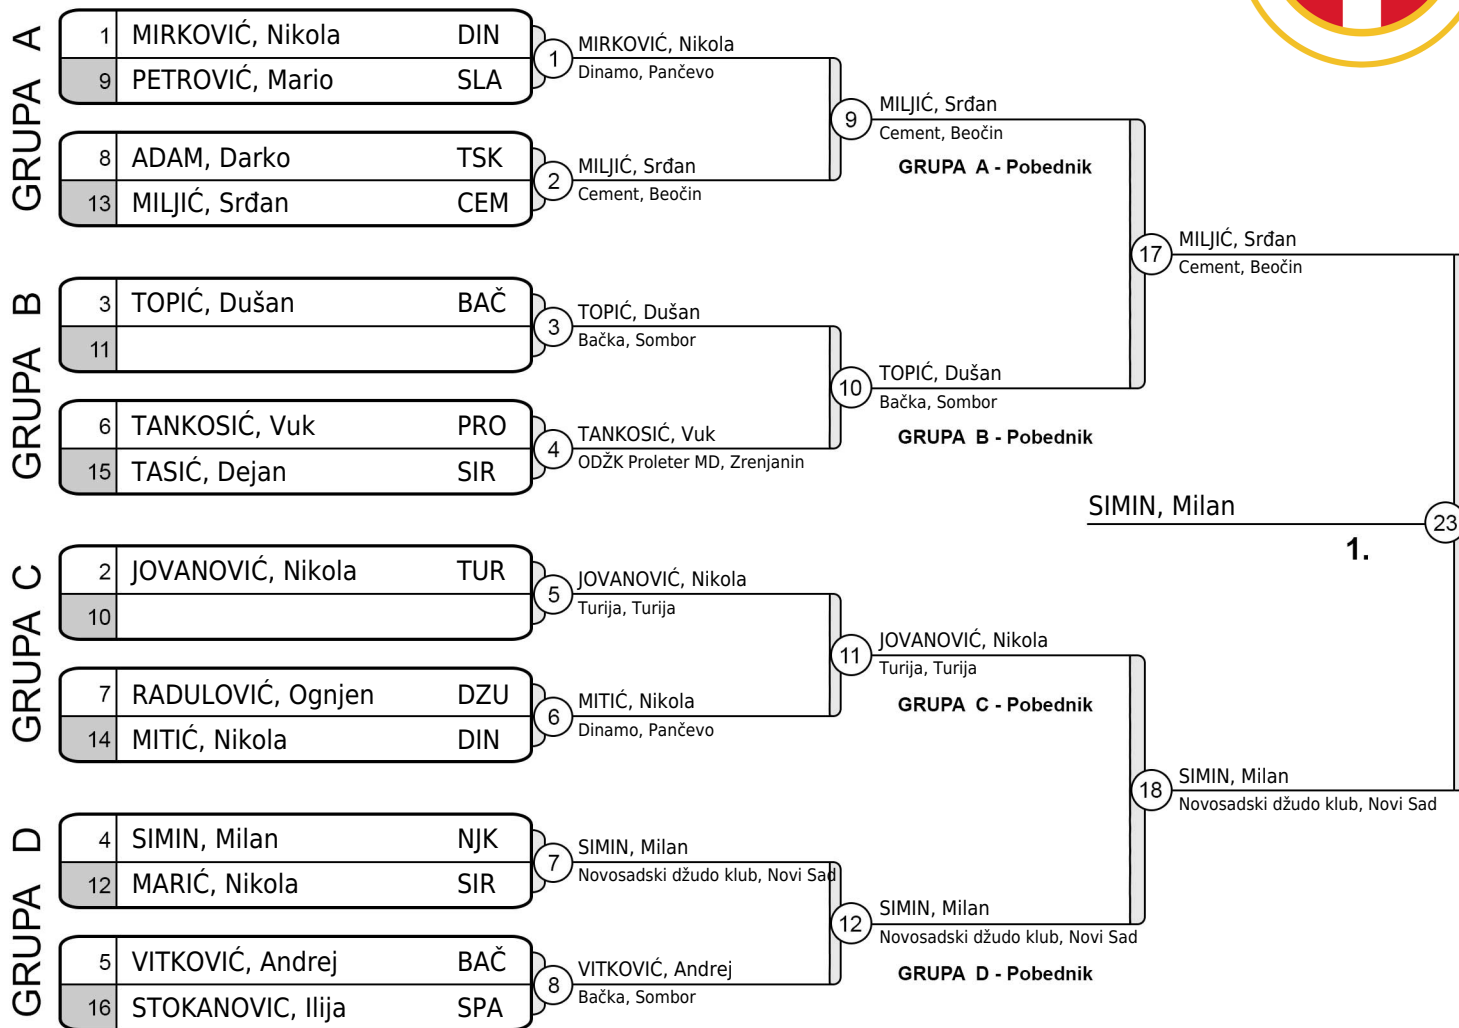 GRUPA A
1 MIRKOVIĆ, Nikola DIN
9 PETROVIĆ, Mario SLA
8 ADAM, Darko TSK
13 MILJIĆ, Srđan CEM
GRUPA B
3 TOPIĆ, Dušan BAČ
11
6 TANKOSIĆ, Vuk PRO
15 TASIĆ, Dejan SIR
GRUPA C
2 JOVANOVIĆ, Nikola TUR
10
7 RADULOVIĆ, Ognjen DZU
14 MITIĆ, Nikola DIN
GRUPA D
4 SIMIN, Milan NJK
12 MARIĆ, Nikola SIR
5 VITKOVIĆ, Andrej BAČ
16 STOKANOVIC, Ilija SPA
1 MIRKOVIĆ, Nikola
Dinamo, Pančevo
2 MILJIĆ, Srđan
Cement, Beočin
3 TOPIĆ, Dušan
Bačka, Sombor
4 TANKOSIĆ, Vuk
ODŽK Proleter MD, Zrenjanin
5 JOVANOVIĆ, Nikola
Turija, Turija
6 MITIĆ, Nikola
Dinamo, Pančevo
7 SIMIN, Milan
Novosadski džudo klub, Novi Sad
8 VITKOVIĆ, Andrej
Bačka, Sombor
9 MILJIĆ, Srđan
Cement, Beočin
GRUPA A - Pobednik
10 TOPIĆ, Dušan
Bačka, Sombor
GRUPA B - Pobednik
11 JOVANOVIĆ, Nikola
Turija, Turija
GRUPA C - Pobednik
12 SIMIN, Milan
Novosadski džudo klub, Novi Sad
GRUPA D - Pobednik
17 MILJIĆ, Srđan
Cement, Beočin
18 SIMIN, Milan
Novosadski džudo klub, Novi Sad
SIMIN, Milan 23
1.